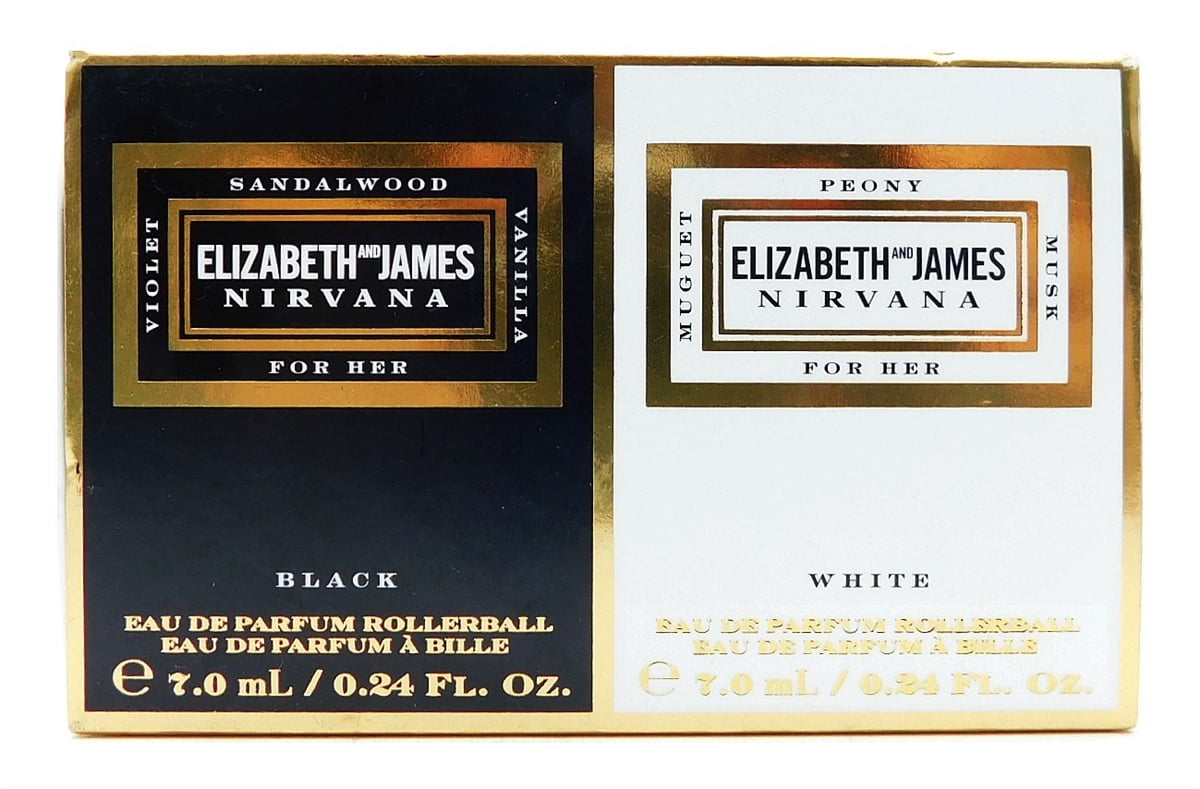 SANDALWOOD
VIOLET
ELIZABETH AND JAMES
NIRVANA
VANILLA
FOR HER
BLACK
EAU DE PARFUM ROLLERBALL
EAU DE PARFUM À BILLE
e 7.0 mL / 0.24 FL. OZ.
PEONY
MUGUET
ELIZABETH AND JAMES
NIRVANA
MUSK
FOR HER
WHITE
EAU DE PARFUM ROLLERBALL
EAU DE PARFUM À BILLE
e 7.0 mL / 0.24 FL. OZ.